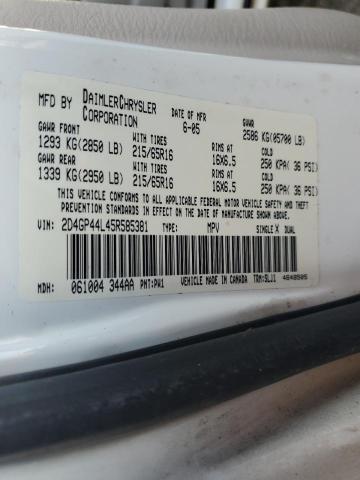 MFD BY DAIMLERCHRYSLER CORPORATION DATE OF MFR 6-05 GVWR 2586 KG(05700 LB)
GAWR FRONT WITH TIRES RIMS AT COLD
1293 KG(2850 LB) 215/65R16 16X6.5 250 KPA( 36 PSI)
GAWR REAR WITH TIRES RIMS AT COLD
1339 KG(2950 LB) 215/65R16 16X6.5 250 KPA( 36 PSI)
THIS VEHICLE CONFORMS TO ALL APPLICABLE FEDERAL MOTOR VEHICLE SAFETY AND THEFT PREVENTION STANDARDS IN EFFECT ON THE DATE OF MANUFACTURE SHOWN ABOVE.
VIN: 2D4GP44L45R585381 TYPE: MPV SINGLE X DUAL
MDH: 061004 344AA PNT:PW1 VEHICLE MADE IN CANADA TRM:SLJ1 4648505